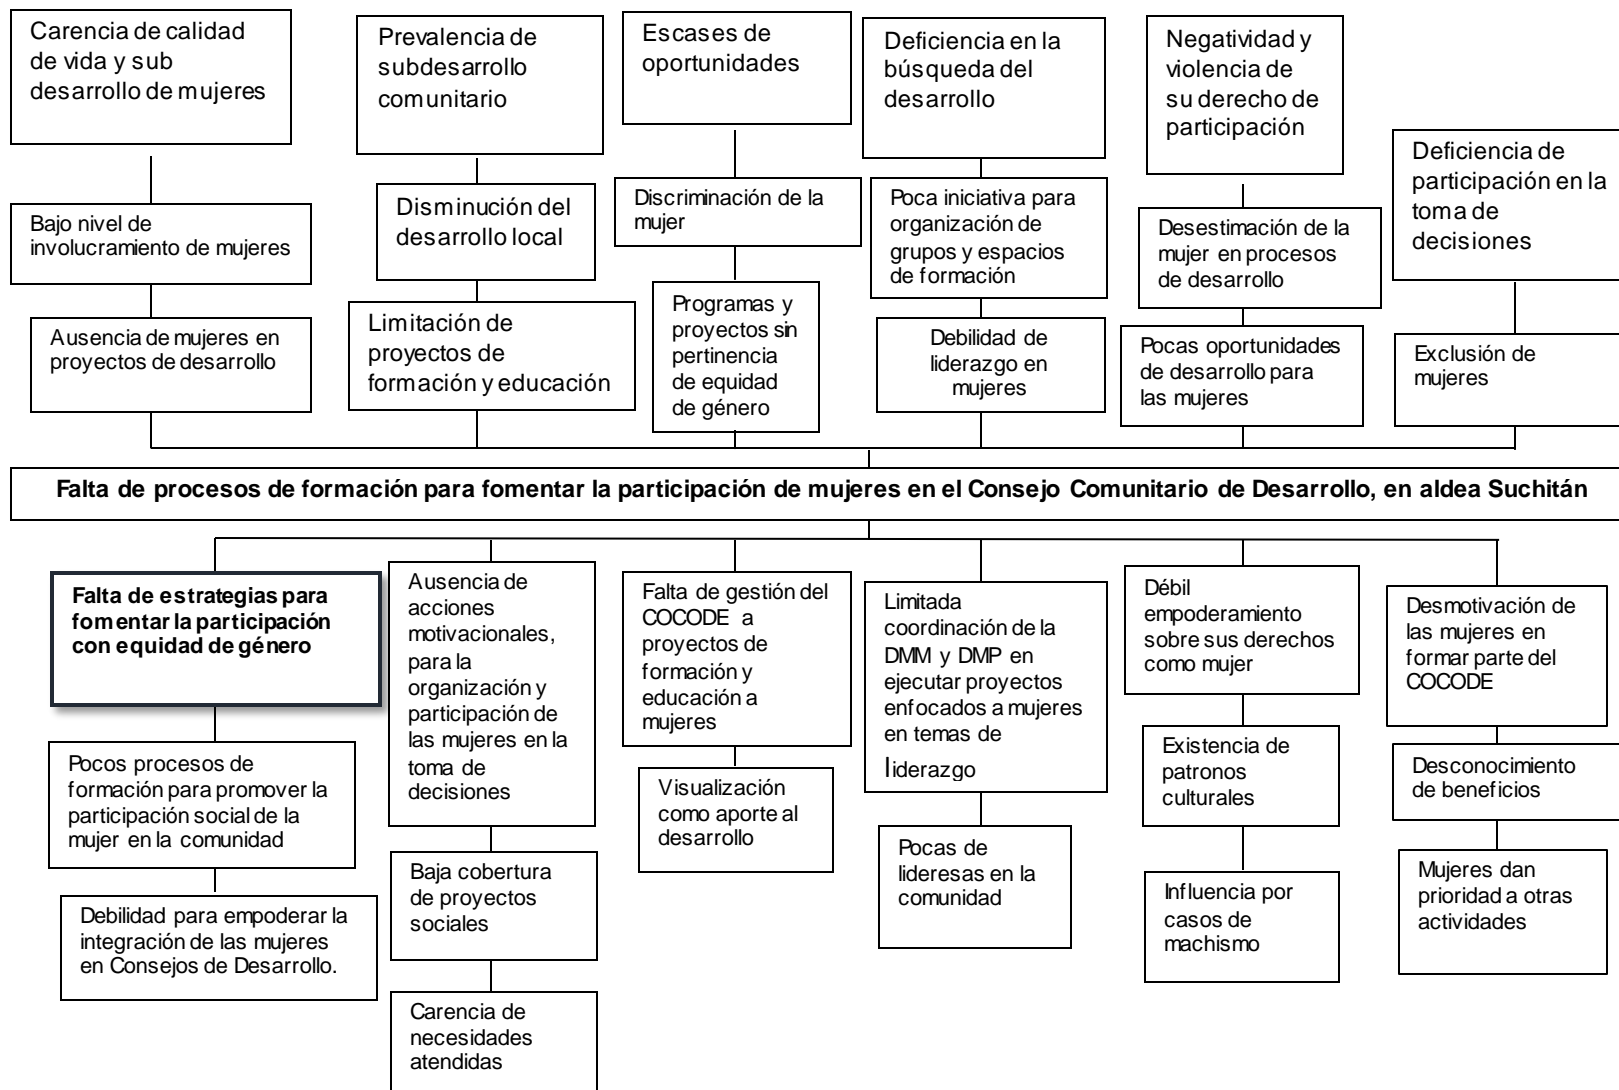 Carencia de calidad
de vida y sub
desarrollo de mujeres
Prevalencia de
subdesarrollo
comunitario
Escases de
oportunidades
Deficiencia en la
búsqueda del
desarrollo
Negatividad y
violencia de
su derecho de
participación
Deficiencia de
participación en la
toma de
decisiones
Bajo nivel de
involucramiento de mujeres
Disminución del
desarrollo local
Discriminación de la
mujer
Poca iniciativa para
organización de
grupos y espacios
de formación
Desestimación de la
mujer en procesos
de desarrollo
Ausencia de mujeres en
proyectos de desarrollo
Limitación de
proyectos de
formación y educación
Programas y
proyectos sin
pertinencia
de equidad
de género
Debilidad de
liderazgo en
mujeres
Pocas oportunidades
de desarrollo para
las mujeres
Exclusión de
mujeres
Falta de procesos de formación para fomentar la participación de mujeres en el Consejo Comunitario de Desarrollo, en aldea Suchitán
Falta de estrategias para
fomentar la participación
con equidad de género
Ausencia de
acciones
motivacionales,
para la
organización y
participación de
las mujeres en la
toma de
decisiones
Falta de gestión del
COCODE a
proyectos de
formación y
educación a
mujeres
Limitada
coordinación de la
DMM y DMP en
ejecutar proyectos
enfocados a mujeres
en temas de
liderazgo
Débil
empoderamiento
sobre sus derechos
como mujer
Desmotivación de
las mujeres en
formar parte del
COCODE
Pocos procesos de
formación para promover la
participación social de la
mujer en la comunidad
Baja cobertura
de proyectos
sociales
Visualización
como aporte al
desarrollo
Pocas de
lideresas en la
comunidad
Existencia de
patronos
culturales
Desconocimiento
de beneficios
Debilidad para empoderar la
integración de las mujeres
en Consejos de Desarrollo.
Carencia de
necesidades
atendidas
Influencia por
casos de
machismo
Mujeres dan
prioridad a otras
actividades